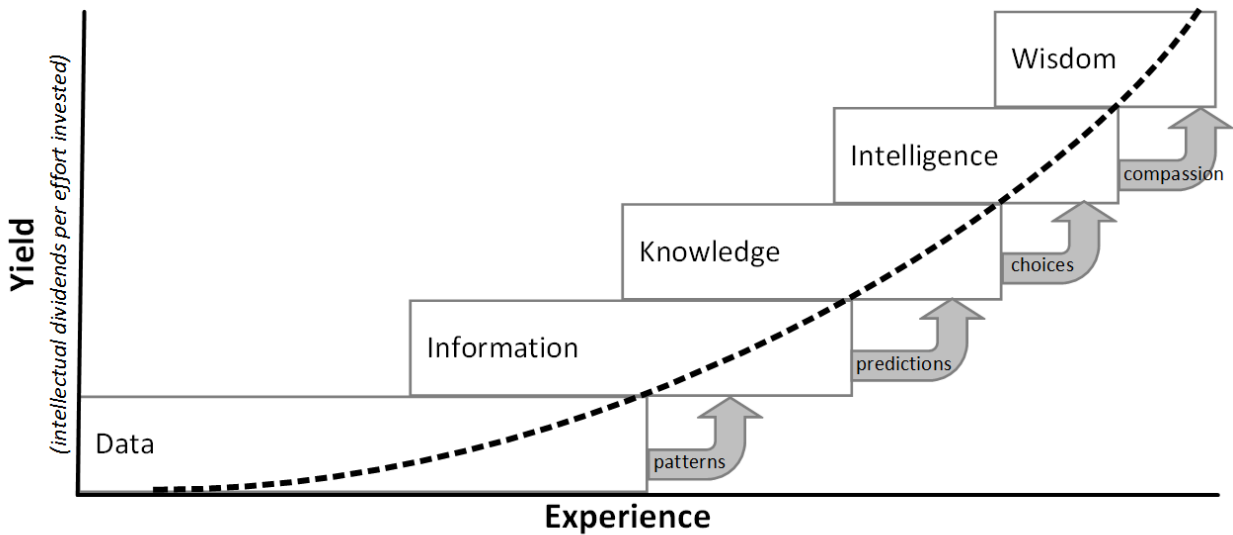 Wisdom
Intelligence
compassion
Knowledge
choices
Information
predictions
Data
patterns
Yield
(intellectual dividends per effort invested)
Experience